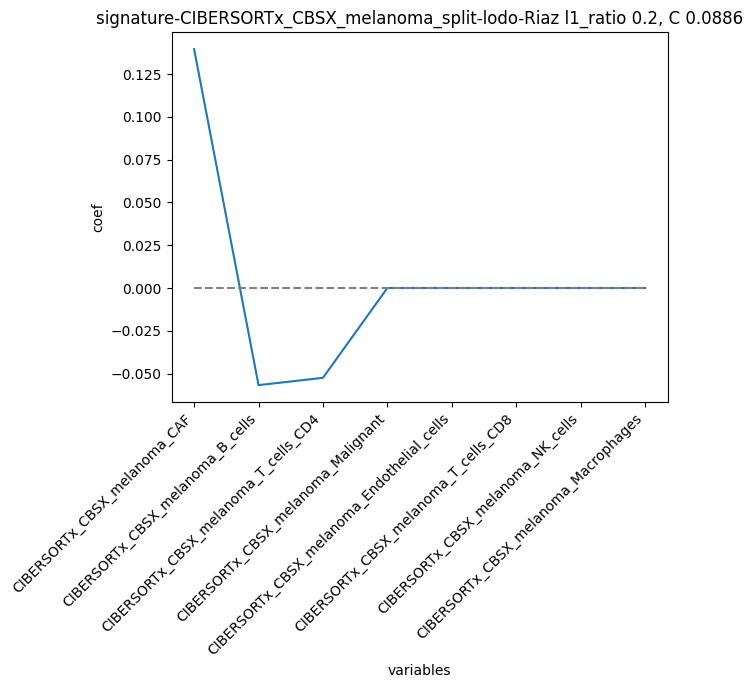 signature-CIBERSORTx_CBSX_melanoma_split-lodo-Riaz l1_ratio 0.2, C 0.0886
0.125
0.100
0.075
0.050
0.025
0.000
−0.025
−0.050
coef
CIBERSORTx_CBSX_melanoma_CAF
CIBERSORTx_CBSX_melanoma_B_cells
CIBERSORTx_CBSX_melanoma_T_cells_CD4
CIBERSORTx_CBSX_melanoma_Malignant
CIBERSORTx_CBSX_melanoma_Endothelial_cells
CIBERSORTx_CBSX_melanoma_T_cells_CD8
CIBERSORTx_CBSX_melanoma_NK_cells
CIBERSORTx_CBSX_melanoma_Macrophages
variables